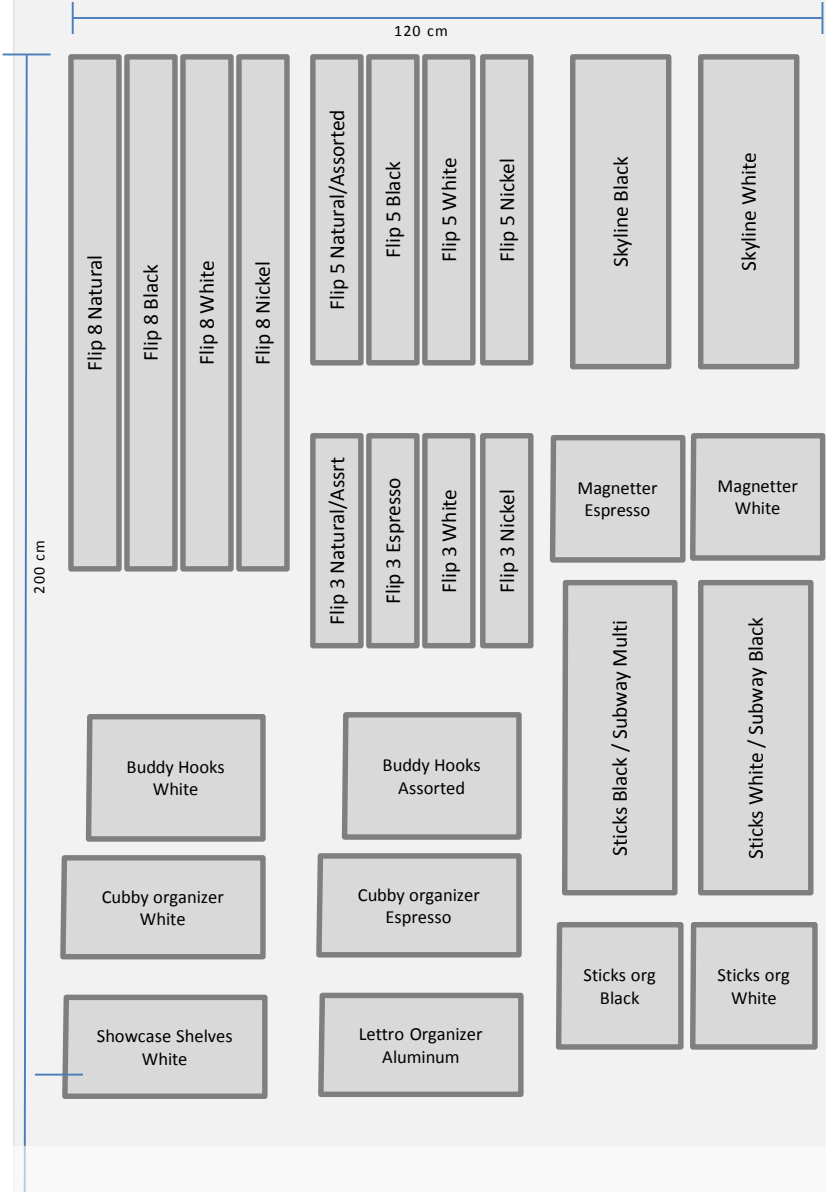 120 cm
200 cm
Flip 8 Natural
Flip 8 Black
Flip 8 White
Flip 8 Nickel
Flip 5 Natural/Assorted
Flip 5 Black
Flip 5 White
Flip 5 Nickel
Skyline Black
Skyline White
Flip 3 Natural/Assrt
Flip 3 Espresso
Flip 3 White
Flip 3 Nickel
Magnetter
Espresso
Magnetter
White
Sticks Black / Subway Multi
Sticks White / Subway Black
Buddy Hooks
White
Buddy Hooks
Assorted
Cubby organizer
White
Cubby organizer
Espresso
Sticks org
Black
Sticks org
White
Showcase Shelves
White
Lettro Organizer
Aluminum